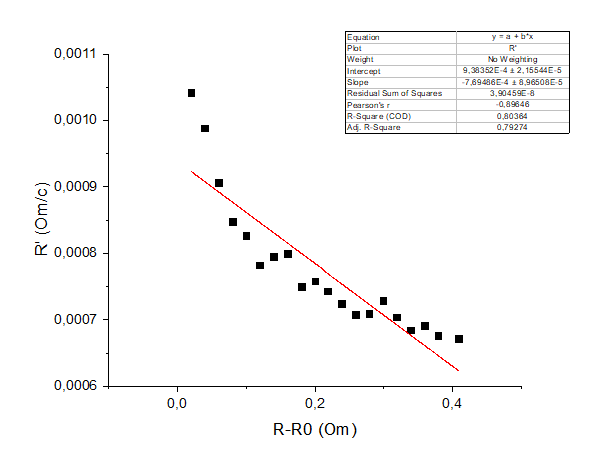 Equation y = a + b*x
Plot R'
Weight No Weighting
Intercept 9,38352E-4 ± 2,15544E-5
Slope -7,69486E-4 ± 8,96508E-5
Residual Sum of Squares 3,90459E-8
Pearson's r -0,89646
R-Square (COD) 0,80364
Adj. R-Square 0,79274
0,0011
0,0010
0,0009
0,0008
0,0007
0,0006
R' (Om/c)
0,0 0,2 0,4
R-R0 (Om)